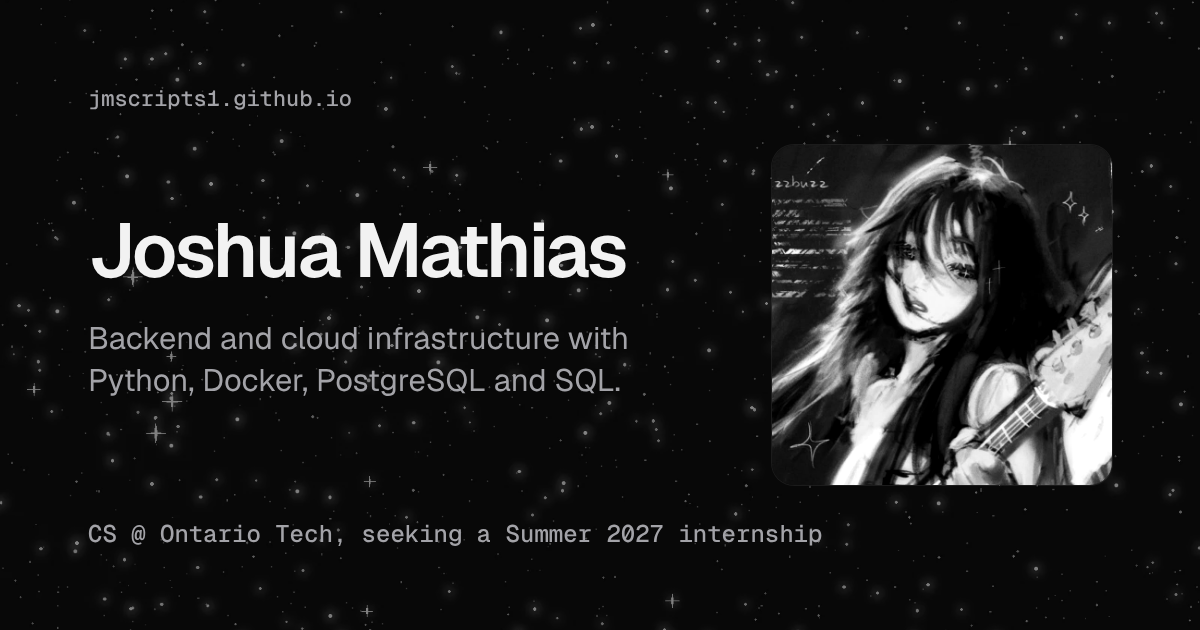 jmscripts1.github.io
zzbuzz
Joshua Mathias
Backend and cloud infrastructure with
Python, Docker, PostgreSQL and SQL.
CS @ Ontario Tech, seeking a Summer 2027 internship